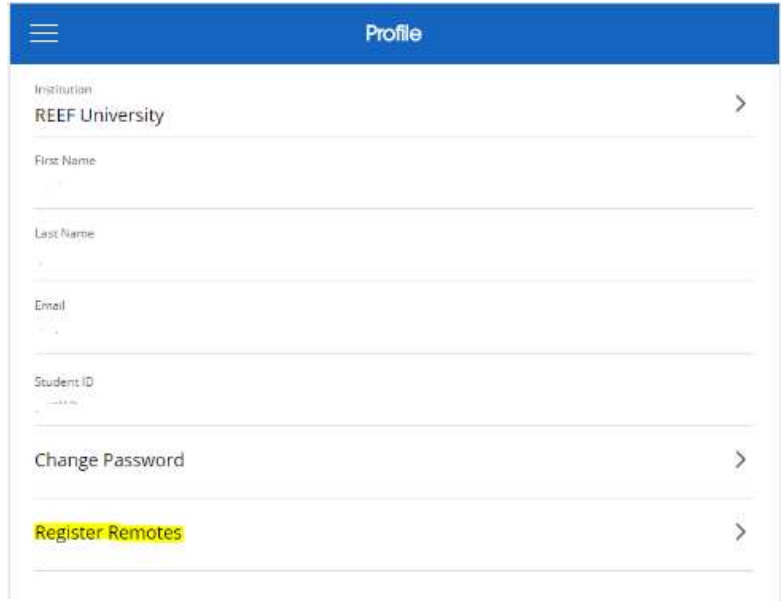 Profile
Institution
REEF University
First Name
Last Name
Email
Student ID
Change Password
Register Remotes